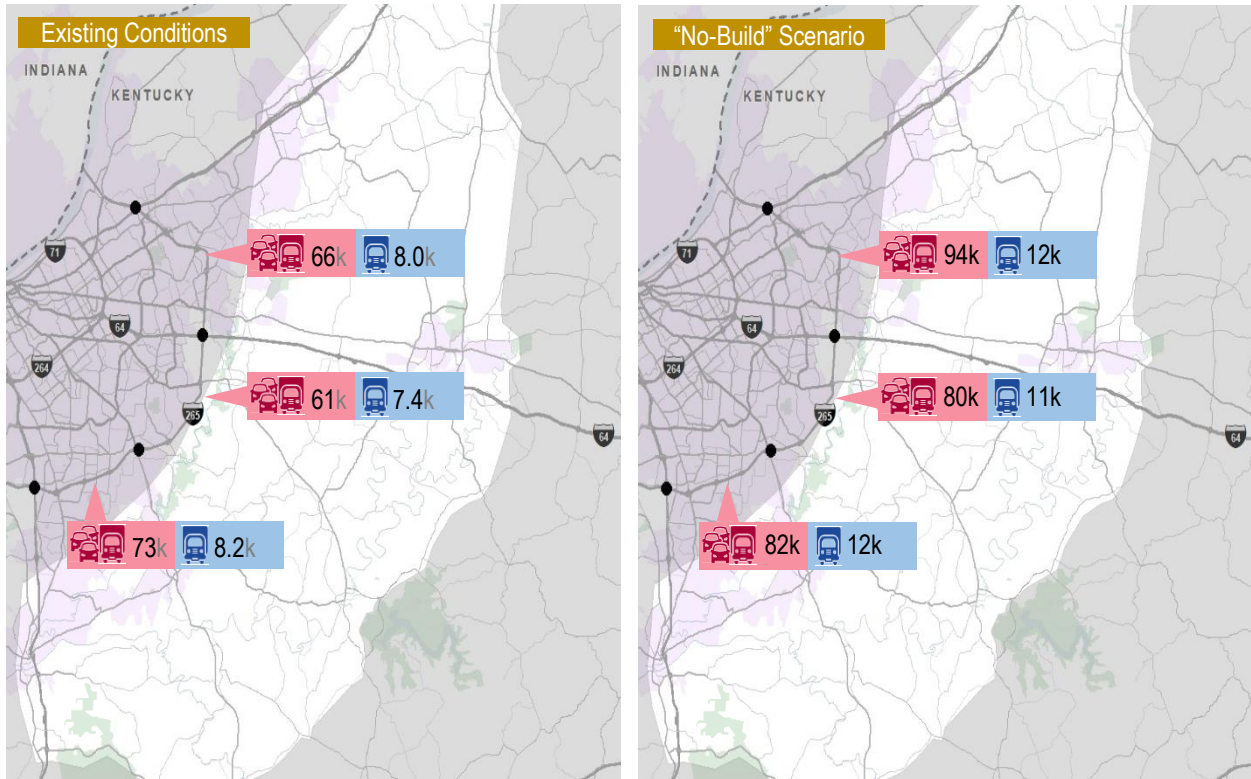 Existing Conditions
INDIANA
KENTUCKY
71
66k 8.0k
64
264
61k 7.4k
265
64
73k 8.2k
“No-Build” Scenario
INDIANA
KENTUCKY
71
94k 12k
64
264
80k 11k
265
64
82k 12k